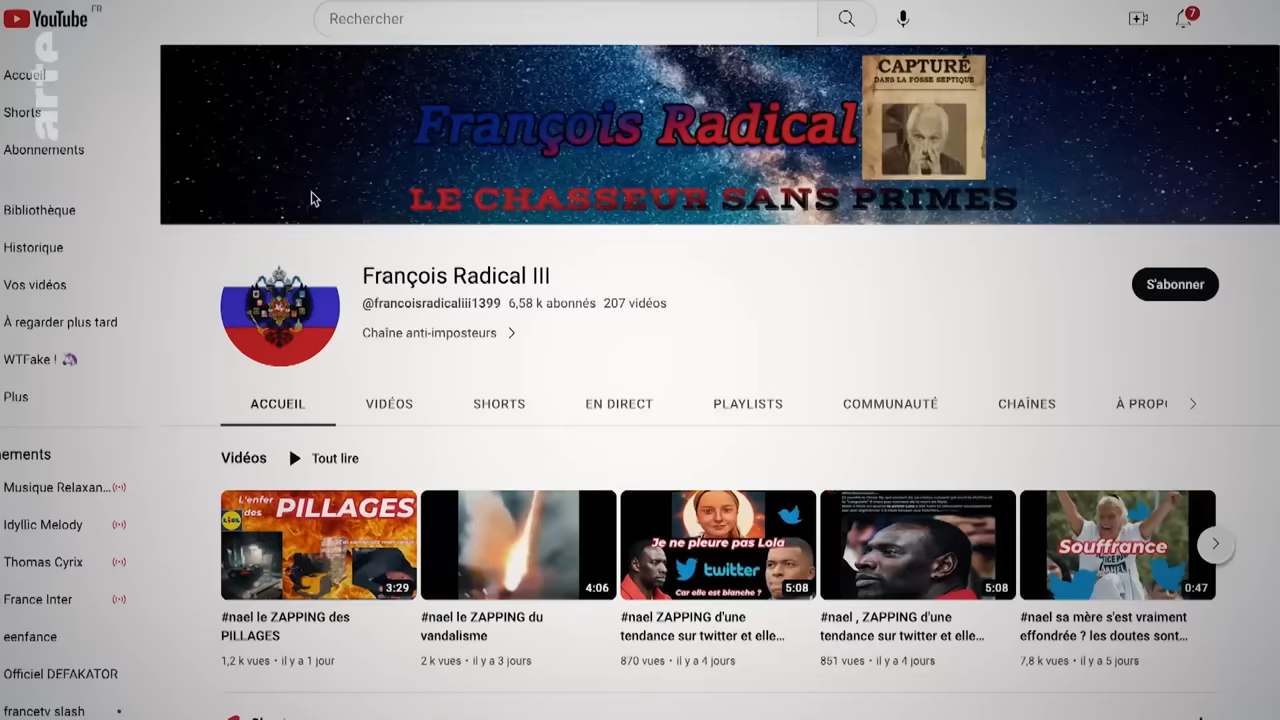 YouTube FR
Rechercher
7
arte
Accueil
Shorts
Abonnements
Bibliothèque
Historique
Vos vidéos
À regarder plus tard
WTFake !
Plus
nements
Musique Relaxan...
Idyllic Melody
Thomas Cyrix
France Inter
eenfance
Officiel DEFAKATOR
francetv slash
François Radical
LE CHASSEUR SANS PRIMES
CAPTURÉ
DANS LA FOSSE SEPTIQUE
François Radical III
@francoisradicaliii1399 6,58 k abonnés 207 vidéos
Chaîne anti-imposteurs
S'abonner
ACCUEIL VIDÉOS SHORTS EN DIRECT PLAYLISTS COMMUNAUTÉ CHAÎNES À PROP
Vidéos Tout lire
L'enfer
des PILLAGES
LIDL
3:29
#nael le ZAPPING des
PILLAGES
1,2 k vues • il y a 1 jour
4:06
#nael le ZAPPING du
vandalisme
2 k vues • il y a 3 jours
Je ne pleure pas Lola
twitter
Car elle est blanche ?
5:08
#nael ZAPPING d'une
tendance sur twitter et elle...
870 vues • il y a 4 jours
5:08
#nael , ZAPPING d'une
tendance sur twitter et elle...
851 vues • il y a 4 jours
Souffrance
0:47
#nael sa mère s'est vraiment
effondrée ? les doutes sont...
7,8 k vues • il y a 5 jours